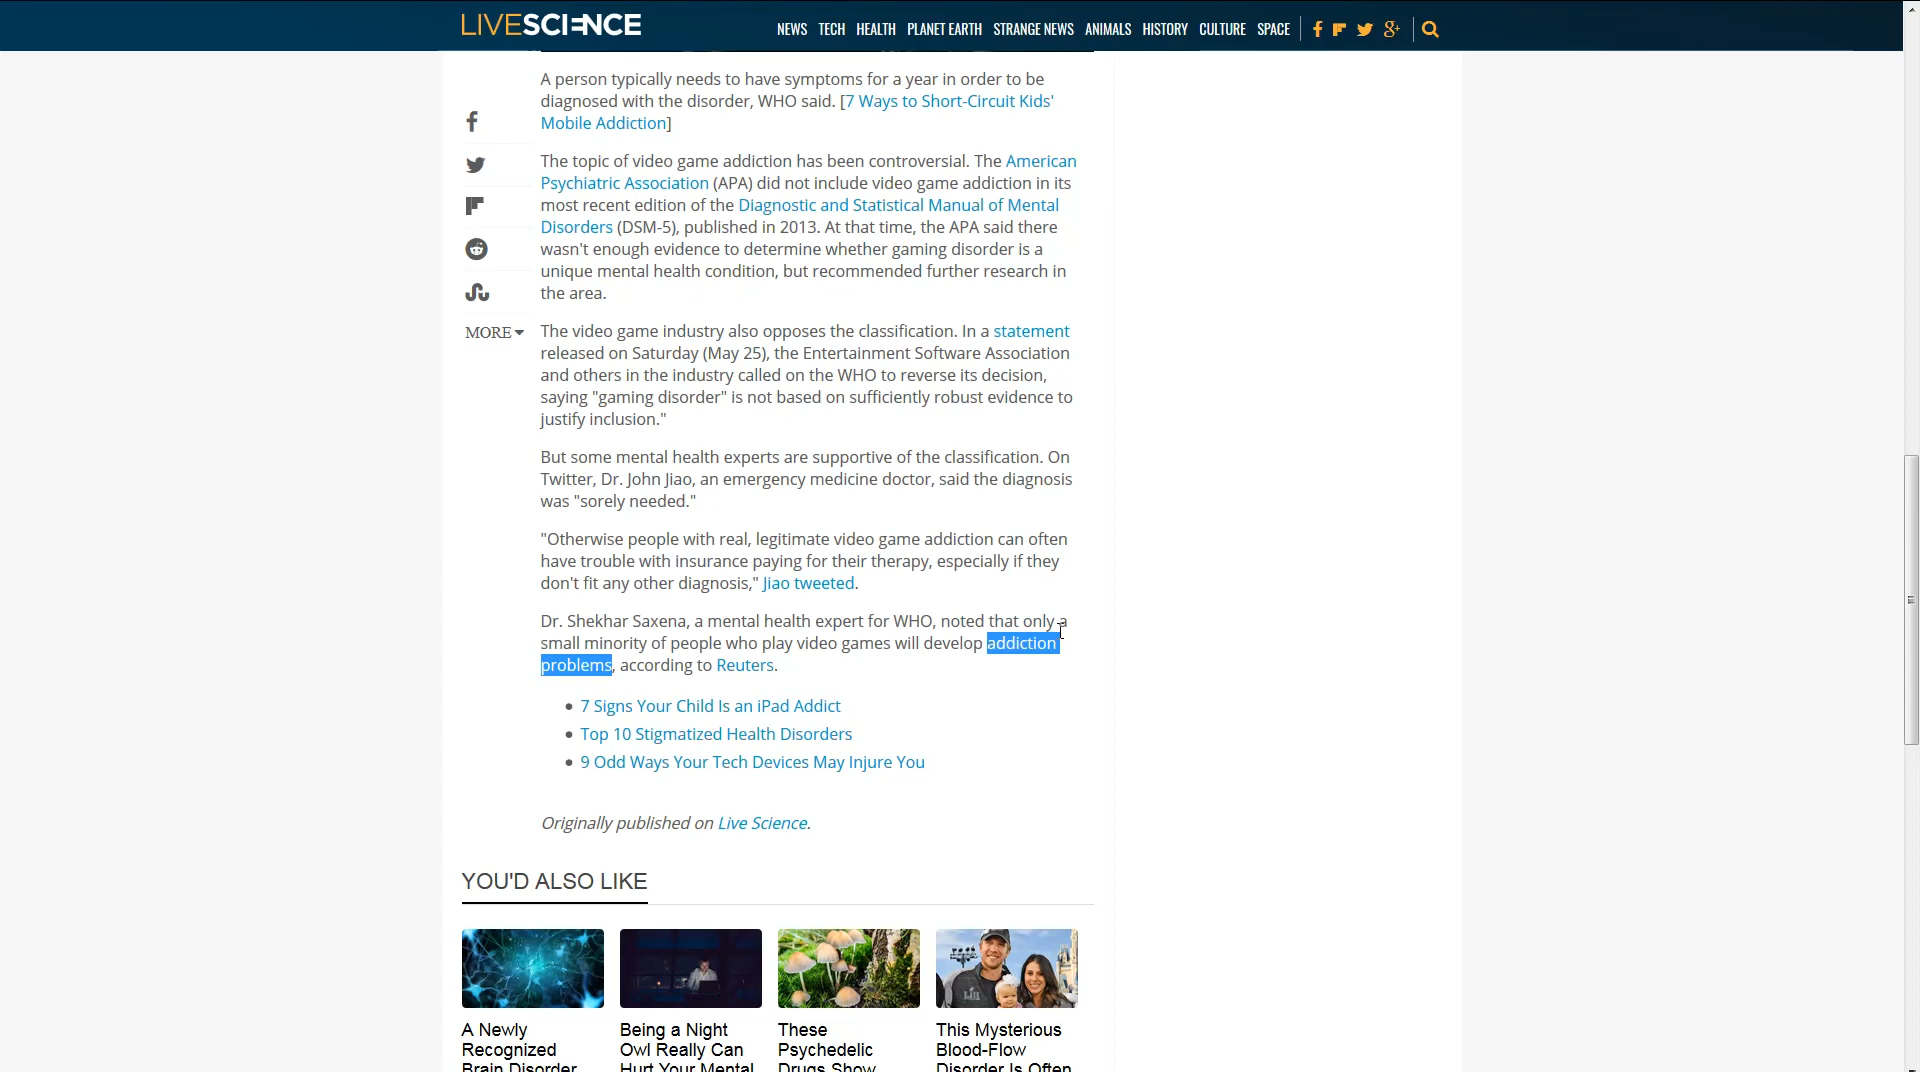 LIVESCIENCE
NEWS TECH HEALTH PLANET EARTH STRANGE NEWS ANIMALS HISTORY CULTURE SPACE
A person typically needs to have symptoms for a year in order to be
diagnosed with the disorder, WHO said. [7 Ways to Short-Circuit Kids'
Mobile Addiction]
The topic of video game addiction has been controversial. The American
Psychiatric Association (APA) did not include video game addiction in its
most recent edition of the Diagnostic and Statistical Manual of Mental
Disorders (DSM-5), published in 2013. At that time, the APA said there
wasn't enough evidence to determine whether gaming disorder is a
unique mental health condition, but recommended further research in
the area.
MORE
The video game industry also opposes the classification. In a statement
released on Saturday (May 25), the Entertainment Software Association
and others in the industry called on the WHO to reverse its decision,
saying "gaming disorder" is not based on sufficiently robust evidence to
justify inclusion."
But some mental health experts are supportive of the classification. On
Twitter, Dr. John Jiao, an emergency medicine doctor, said the diagnosis
was "sorely needed."
"Otherwise people with real, legitimate video game addiction can often
have trouble with insurance paying for their therapy, especially if they
don't fit any other diagnosis," Jiao tweeted.
Dr. Shekhar Saxena, a mental health expert for WHO, noted that only a
small minority of people who play video games will develop addiction
problems, according to Reuters.
7 Signs Your Child Is an iPad Addict
Top 10 Stigmatized Health Disorders
9 Odd Ways Your Tech Devices May Injure You
Originally published on Live Science.
YOU'D ALSO LIKE
A Newly
Recognized
Brain Disorder
Being a Night
Owl Really Can
Hurt Your Mental
These
Psychedelic
Drugs Show
This Mysterious
Blood-Flow
Disorder Is Often